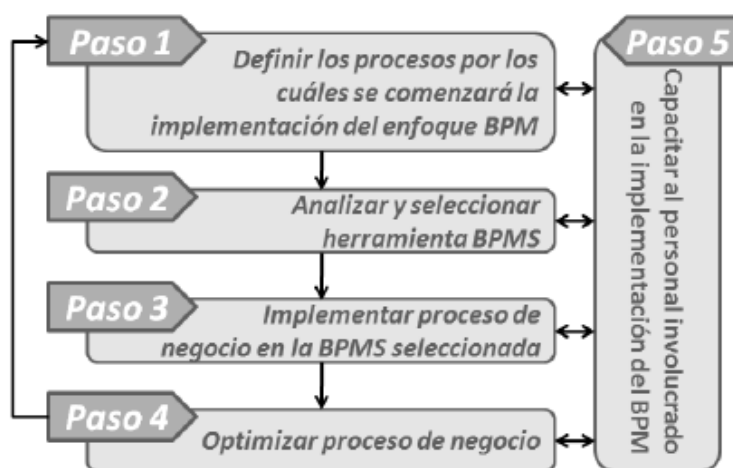 Paso 1
Definir los procesos por los
cuáles se comenzará la
implementación del enfoque BPM
Paso 2
Analizar y seleccionar
herramienta BPMS
Paso 3
Implementar proceso de
negocio en la BPMS seleccionada
Paso 4
Optimizar proceso de negocio
Paso 5
Capacitar al personal involucrado
en la implementación del BPM